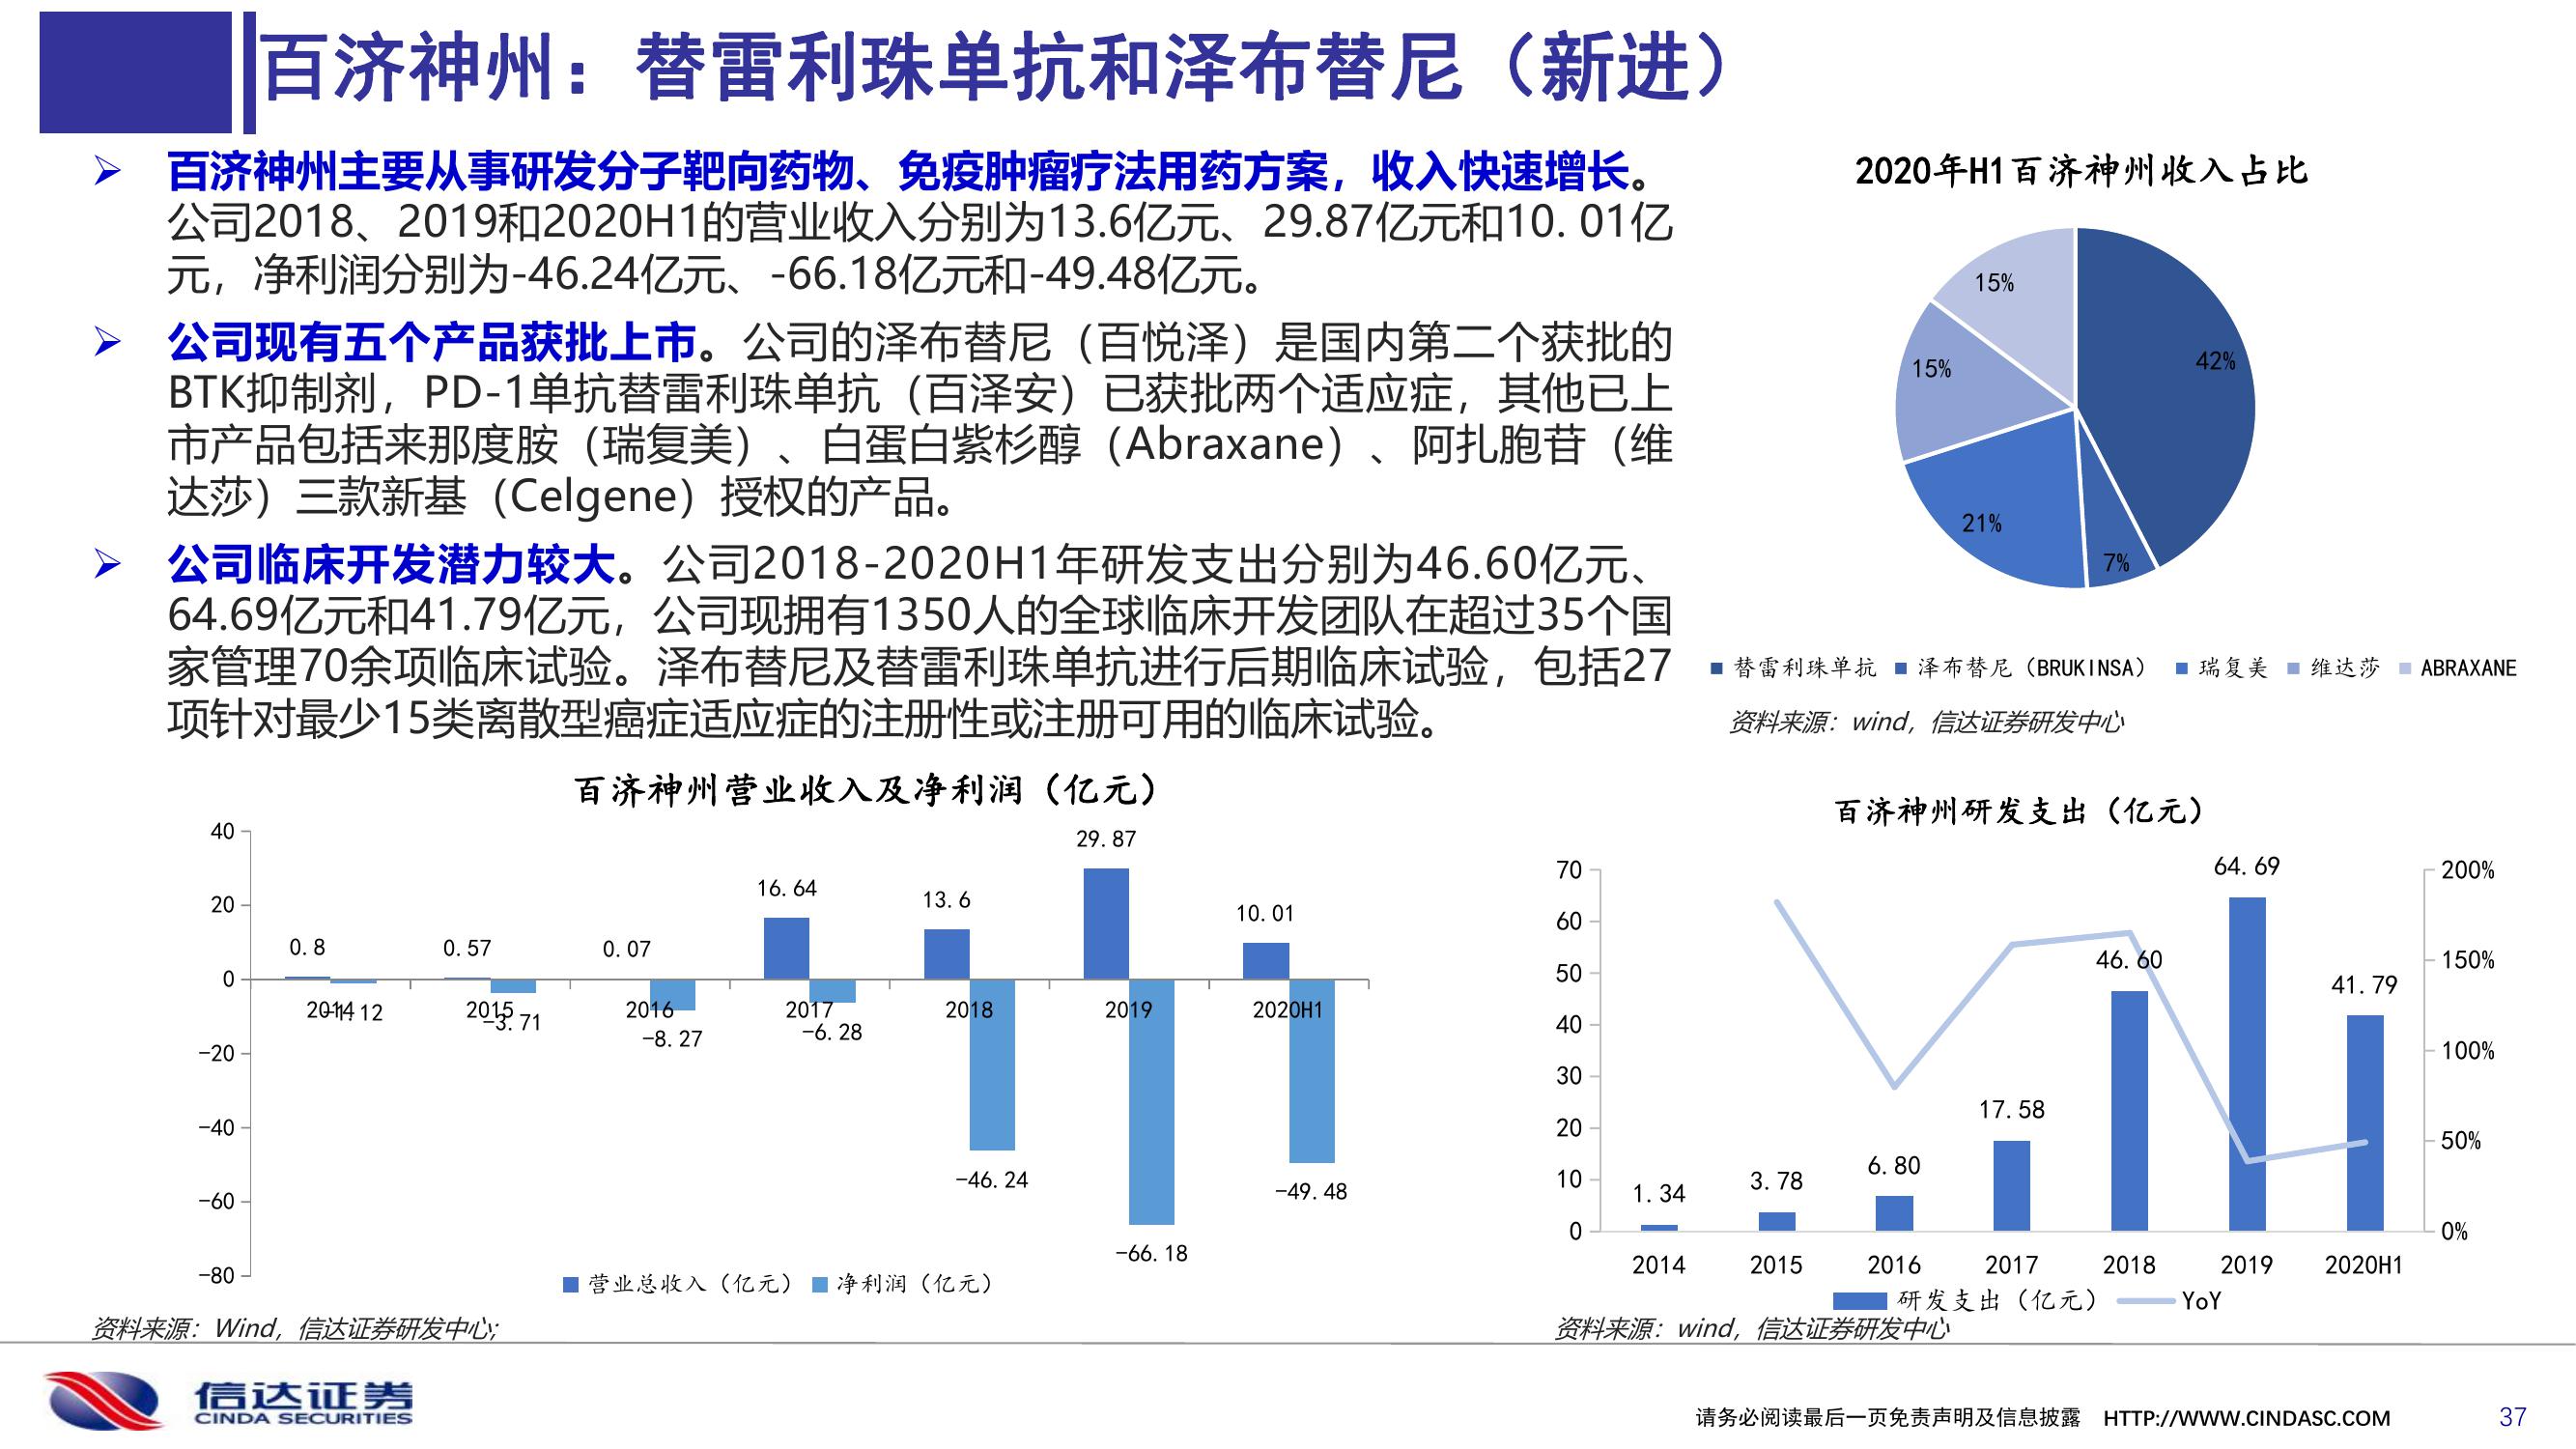 百济神州：替雷利珠单抗和泽布替尼（新进）
➢ 百济神州主要从事研发分子靶向药物、免疫肿瘤疗法用药方案，收入快速增长。
公司2018、2019和2020H1的营业收入分别为13.6亿元、29.87亿元和10. 01亿
元，净利润分别为-46.24亿元、-66.18亿元和-49.48亿元。
➢ 公司现有五个产品获批上市。公司的泽布替尼（百悦泽）是国内第二个获批的
BTK抑制剂，PD-1单抗替雷利珠单抗（百泽安）已获批两个适应症，其他已上
市产品包括来那度胺（瑞复美）、白蛋白紫杉醇（Abraxane）、阿扎胞苷（维
达莎）三款新基（Celgene）授权的产品。
➢ 公司临床开发潜力较大。公司2018-2020H1年研发支出分别为46.60亿元、
64.69亿元和41.79亿元，公司现拥有1350人的全球临床开发团队在超过35个国
家管理70余项临床试验。泽布替尼及替雷利珠单抗进行后期临床试验，包括27
项针对最少15类离散型癌症适应症的注册性或注册可用的临床试验。
2020年H1百济神州收入占比
15%
42%
15%
21%
7%
替雷利珠单抗 泽布替尼（BRUKINSA） 瑞复美 维达莎 ABRAXANE
资料来源：wind，信达证券研发中心
百济神州营业收入及净利润（亿元）
40
20
0
-20
-40
-60
-80
0.8 0.57 0.07 16.64 13.6 29.87 10.01
2014 2015 2016 2017 2018 2019 2020H1
-1.12 -3.71 -8.27 -6.28 -46.24 -66.18 -49.48
营业总收入（亿元） 净利润（亿元）
资料来源：Wind，信达证券研发中心;
百济神州研发支出（亿元）
70
60
50
40
30
20
10
0
1.34 3.78 6.80 17.58 46.60 64.69 41.79
200%
150%
100%
50%
0%
2014 2015 2016 2017 2018 2019 2020H1
研发支出（亿元） YoY
资料来源：wind，信达证券研发中心
信达证券
CINDA SECURITIES
请务必阅读最后一页免责声明及信息披露 HTTP://WWW.CINDASC.COM 37